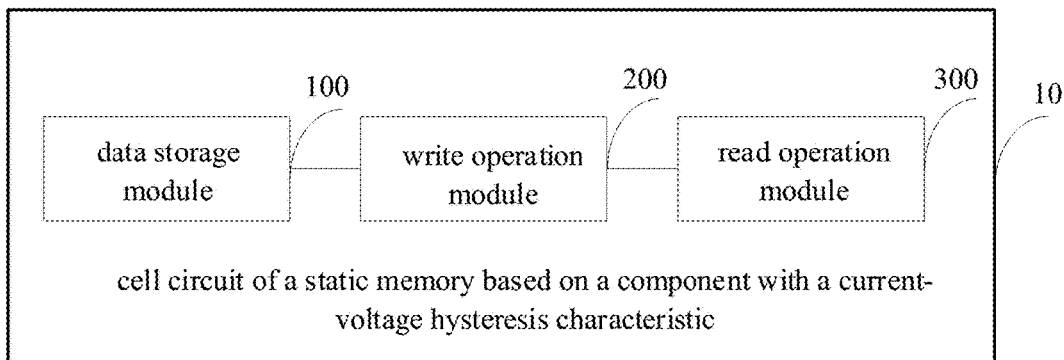 100
200
300
10
data storage
module
write operation
module
read operation
module
cell circuit of a static memory based on a component with a current-
voltage hysteresis characteristic